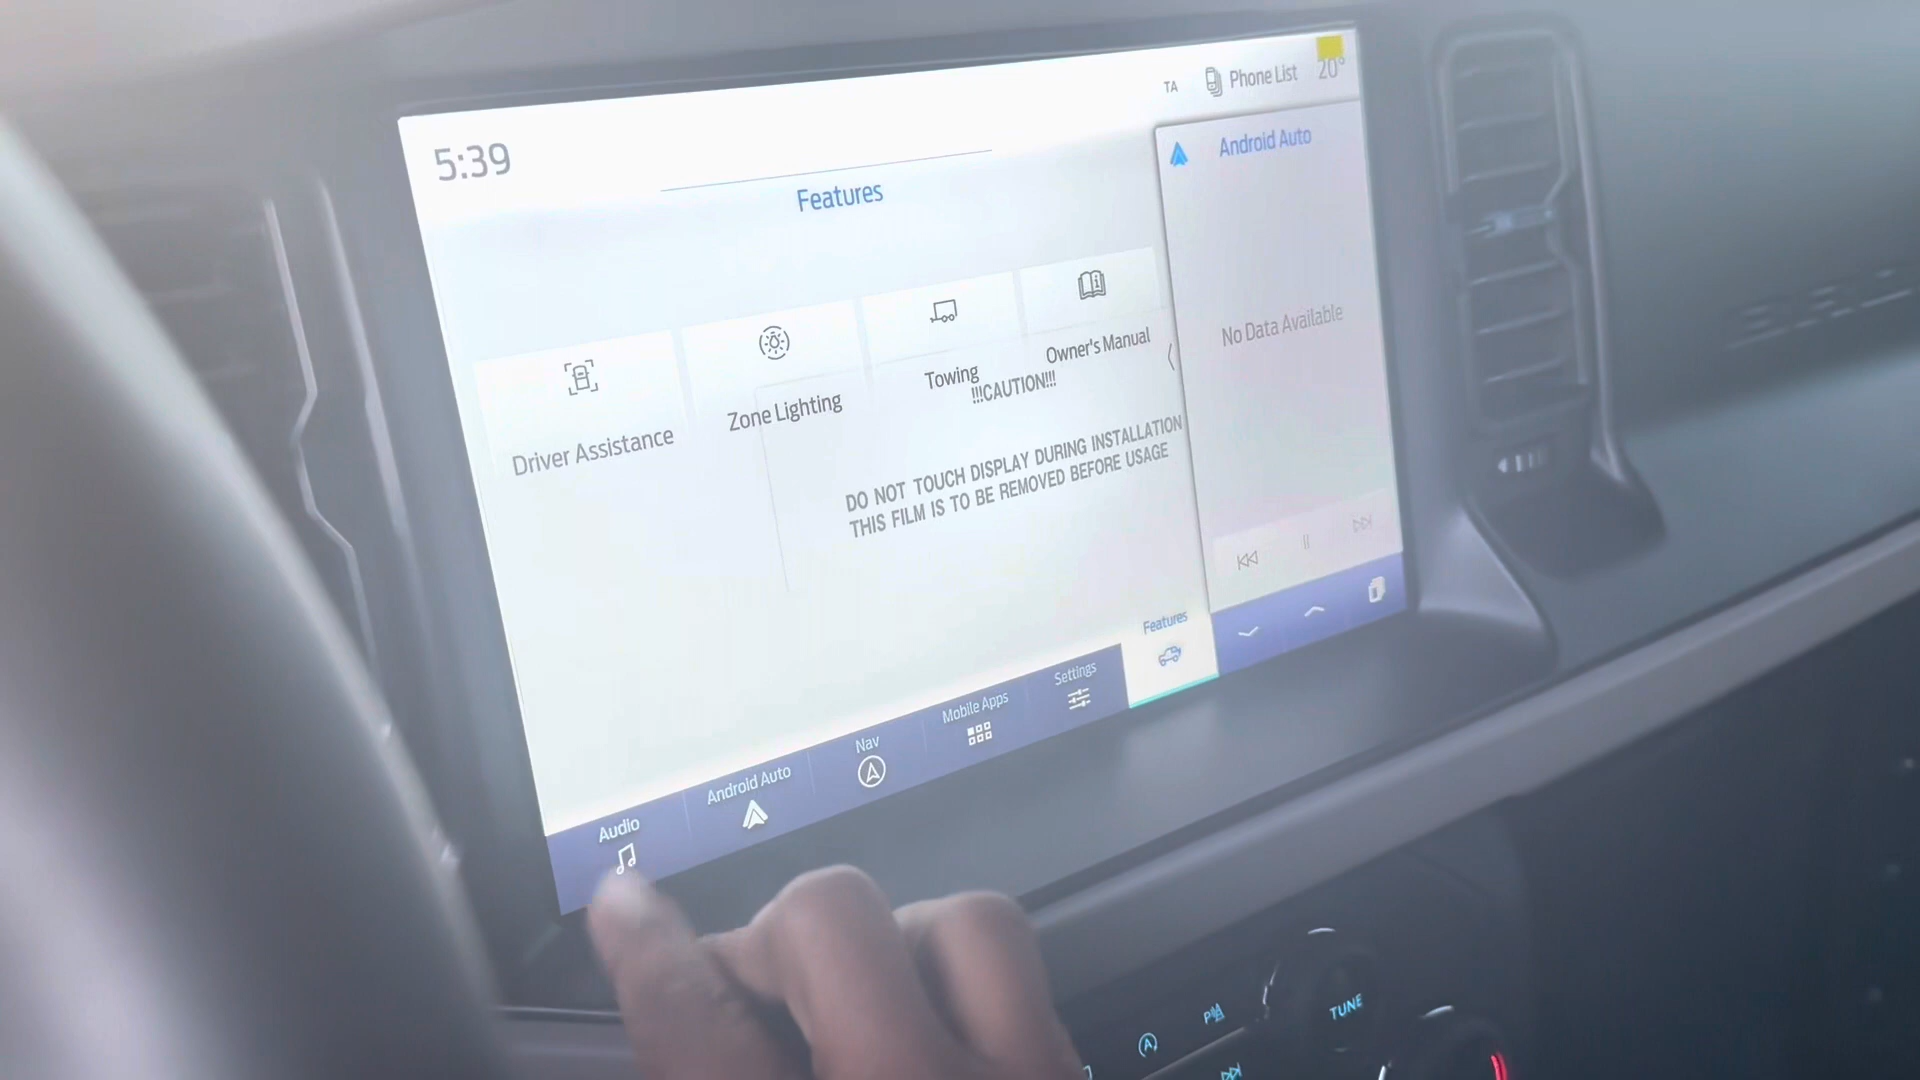 TA
Phone List
20°
5:39
Android Auto
Features
No Data Available
Driver Assistance
Zone Lighting
Towing
Owner's Manual
!!!CAUTION!!!
DO NOT TOUCH DISPLAY DURING INSTALLATION
THIS FILM IS TO BE REMOVED BEFORE USAGE
Audio
Android Auto
Nav
Mobile Apps
Settings
Features
TUNE